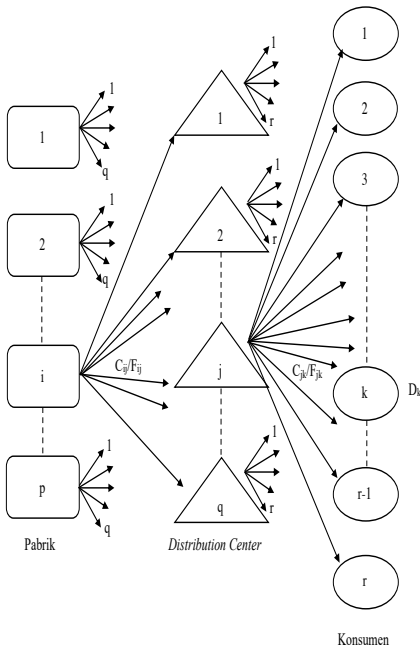 1
1
1
r
1
1
q
2
3
1
1
2
q
2
r
C_ij/F_ij
C_jk/F_jk
i
j
k
D_k
p
1
q
q
1
r
r-1
Pabrik
Distribution Center
r
Konsumen